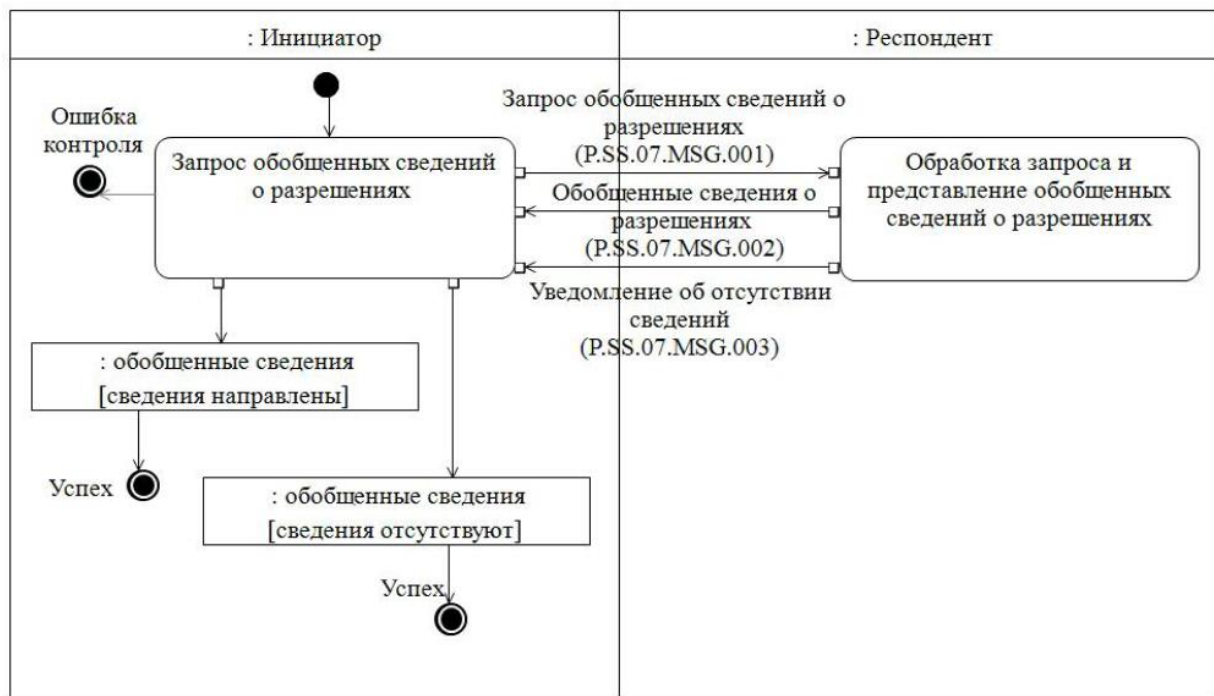 : Инициатор
: Респондент
Ошибка
контроля
Запрос обобщенных сведений
о разрешениях
Запрос обобщенных сведений о
разрешениях
(P.SS.07.MSG.001)
Обобщенные сведения о
разрешениях
(P.SS.07.MSG.002)
Уведомление об отсутствии
сведений
(P.SS.07.MSG.003)
Обработка запроса и
представление обобщенных
сведений о разрешениях
: обобщенные сведения
[сведения направлены]
Успех
: обобщенные сведения
[сведения отсутствуют]
Успех